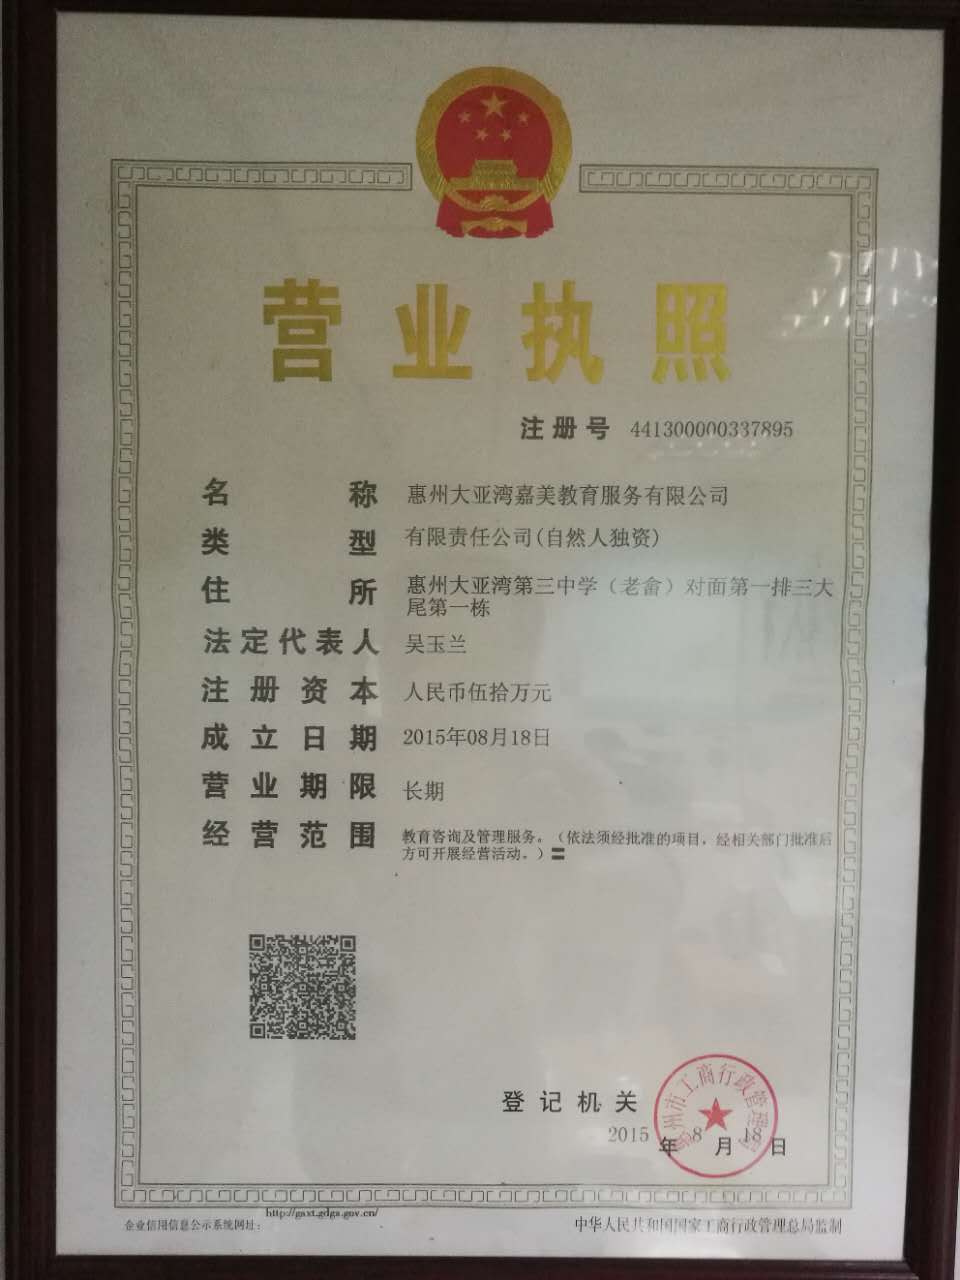 营业执照
注册号 441300000337895
名称 惠州大亚湾嘉美教育服务有限公司
类型 有限责任公司(自然人独资)
住所 惠州大亚湾第三中学（老畲）对面第一排三大
尾第一栋
法定代表人 吴玉兰
注册资本 人民币伍拾万元
成立日期 2015年08月18日
营业期限 长期
经营范围 教育咨询及管理服务。（依法须经批准的项目，经相关部门批准后
方可开展经营活动。）〓
惠州市工商行政管理局
登记机关
2015年8月18日
http://gsxt.gdgs.gov.cn/
企业信用信息公示系统网址：
中华人民共和国国家工商行政管理总局监制